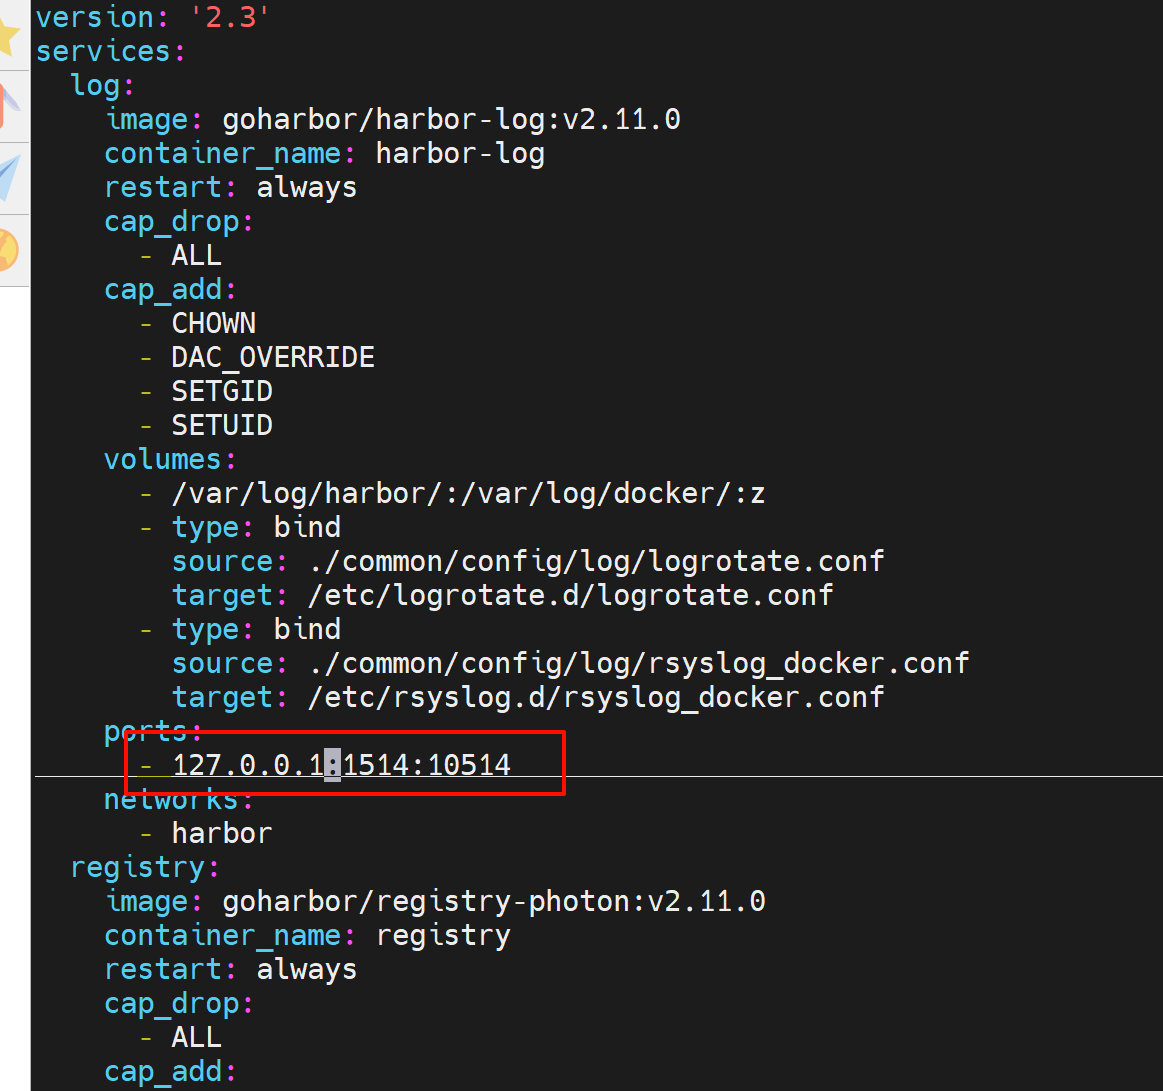 version: '2.3'
services:
  log:
    image: goharbor/harbor-log:v2.11.0
    container_name: harbor-log
    restart: always
    cap_drop:
      - ALL
    cap_add:
      - CHOWN
      - DAC_OVERRIDE
      - SETGID
      - SETUID
    volumes:
      - /var/log/harbor/:/var/log/docker/:z
      - type: bind
        source: ./common/config/log/logrotate.conf
        target: /etc/logrotate.d/logrotate.conf
      - type: bind
        source: ./common/config/log/rsyslog_docker.conf
        target: /etc/rsyslog.d/rsyslog_docker.conf
    ports:
      - 127.0.0.1:1514:10514
    networks:
      - harbor
  registry:
    image: goharbor/registry-photon:v2.11.0
    container_name: registry
    restart: always
    cap_drop:
      - ALL
    cap_add: